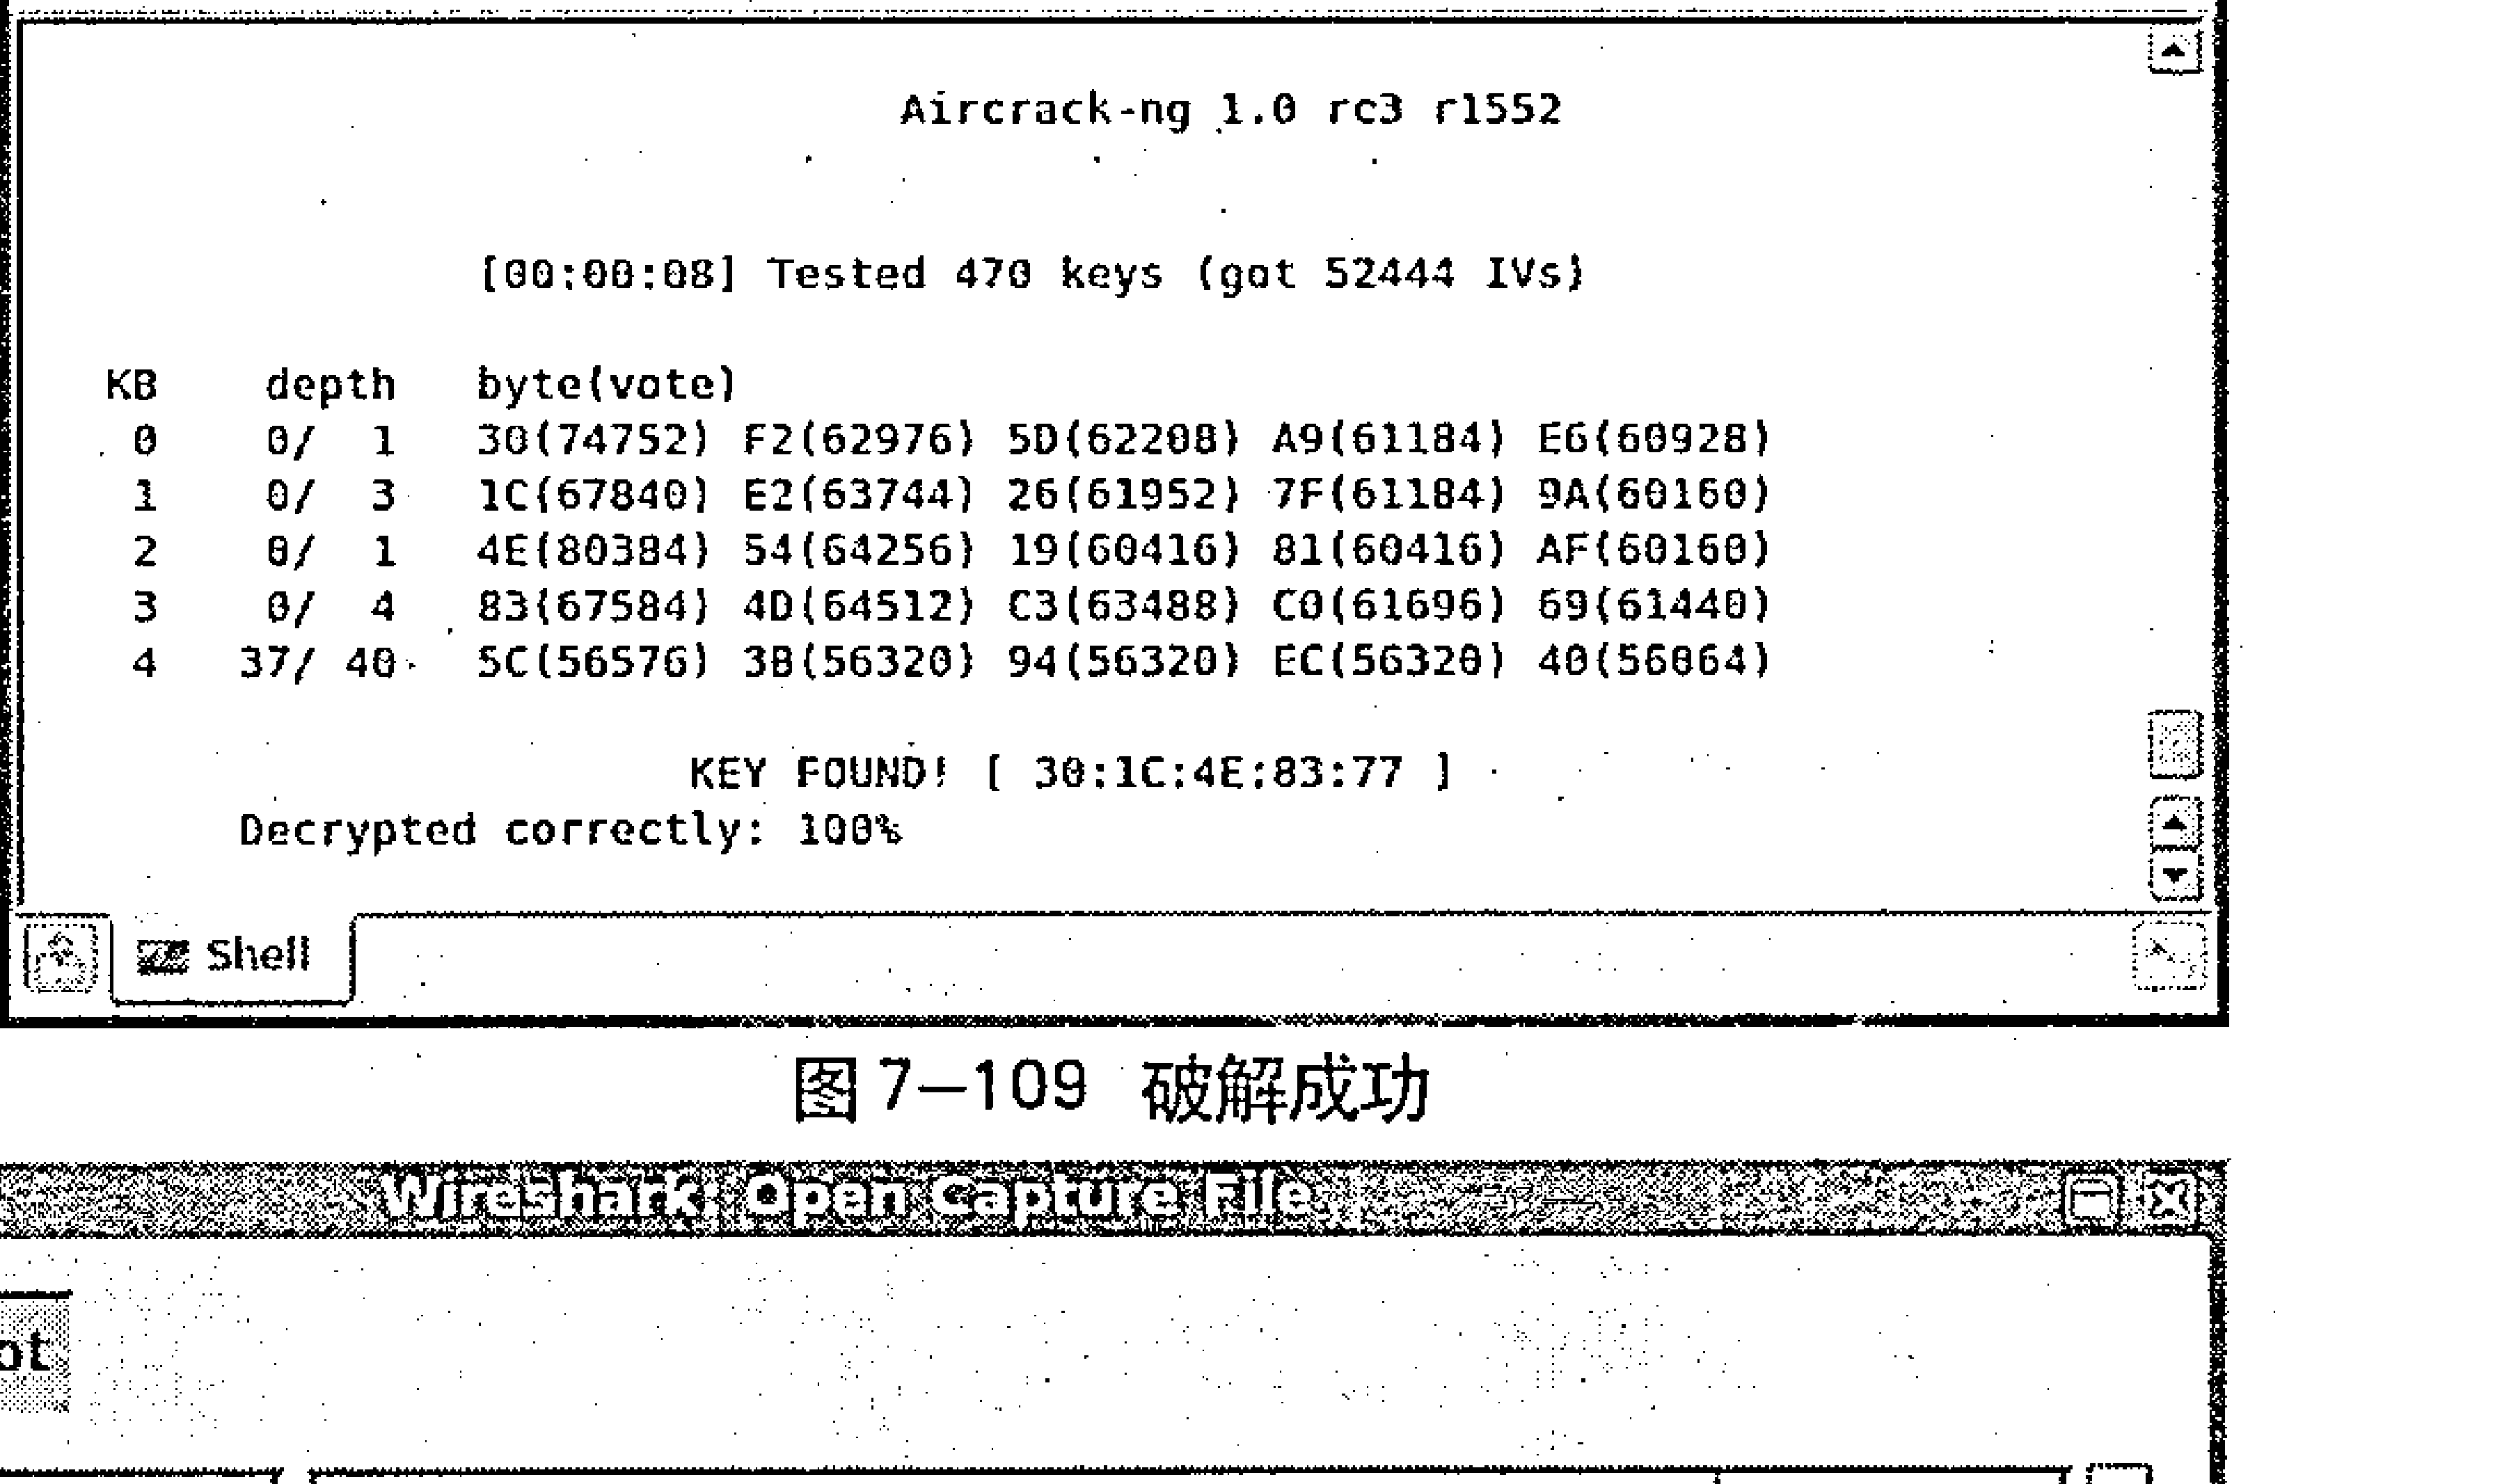 Aircrack-ng 1.0 rc3 r1552
[00:00:08] Tested 470 keys (got 52444 IVs)
KB depth byte(vote)
0 0/ 1 30(74752) F2(62976) 5D(62208) A9(61184) E6(60928)
1 0/ 3 1C(67840) E2(63744) 26(61952) 7F(61184) 9A(60160)
2 0/ 1 4E(80384) 54(64256) 19(60416) 81(60416) AF(60160)
3 0/ 4 83(67584) 4D(64512) C3(63488) C0(61696) 69(61440)
4 37/ 40 5C(56576) 3B(56320) 94(56320) EC(56320) 40(56064)
KEY FOUND! [ 30:1C:4E:83:77 ]
Decrypted correctly: 100%
Shell
图 7—109 破解成功
Wireshark: Open Capture File